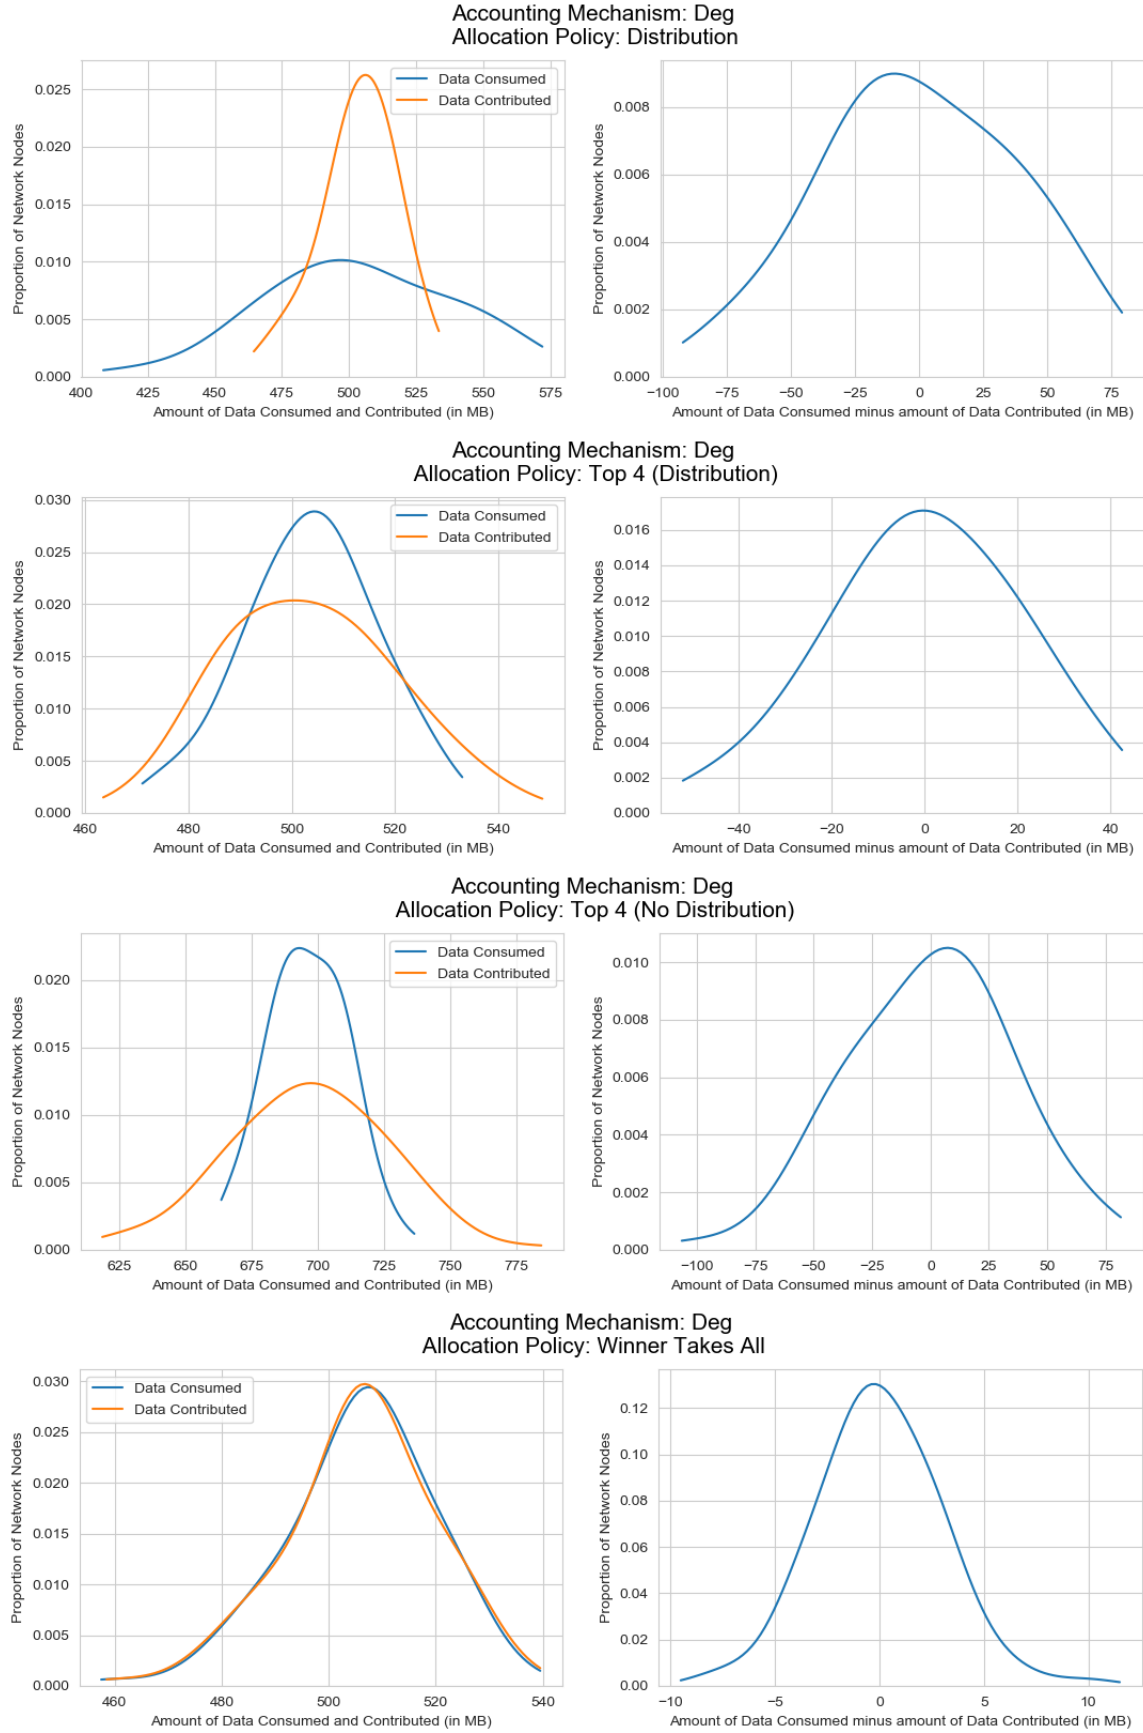 Accounting Mechanism: Deg
Allocation Policy: Distribution
Proportion of Network Nodes
0.025
0.020
0.015
0.010
0.005
0.000
Data Consumed
Data Contributed
400 425 450 475 500 525 550 575
Amount of Data Consumed and Contributed (in MB)
Proportion of Network Nodes
0.008
0.006
0.004
0.002
0.000
−100 −75 −50 −25 0 25 50 75
Amount of Data Consumed minus amount of Data Contributed (in MB)
Accounting Mechanism: Deg
Allocation Policy: Top 4 (Distribution)
Proportion of Network Nodes
0.030
0.025
0.020
0.015
0.010
0.005
0.000
Data Consumed
Data Contributed
460 480 500 520 540
Amount of Data Consumed and Contributed (in MB)
Proportion of Network Nodes
0.016
0.014
0.012
0.010
0.008
0.006
0.004
0.002
0.000
−40 −20 0 20 40
Amount of Data Consumed minus amount of Data Contributed (in MB)
Accounting Mechanism: Deg
Allocation Policy: Top 4 (No Distribution)
Proportion of Network Nodes
0.020
0.015
0.010
0.005
0.000
Data Consumed
Data Contributed
625 650 675 700 725 750 775
Amount of Data Consumed and Contributed (in MB)
Proportion of Network Nodes
0.010
0.008
0.006
0.004
0.002
0.000
−100 −75 −50 −25 0 25 50 75
Amount of Data Consumed minus amount of Data Contributed (in MB)
Accounting Mechanism: Deg
Allocation Policy: Winner Takes All
Proportion of Network Nodes
0.030
0.025
0.020
0.015
0.010
0.005
0.000
Data Consumed
Data Contributed
460 480 500 520 540
Amount of Data Consumed and Contributed (in MB)
Proportion of Network Nodes
0.12
0.10
0.08
0.06
0.04
0.02
0.00
−10 −5 0 5 10
Amount of Data Consumed minus amount of Data Contributed (in MB)